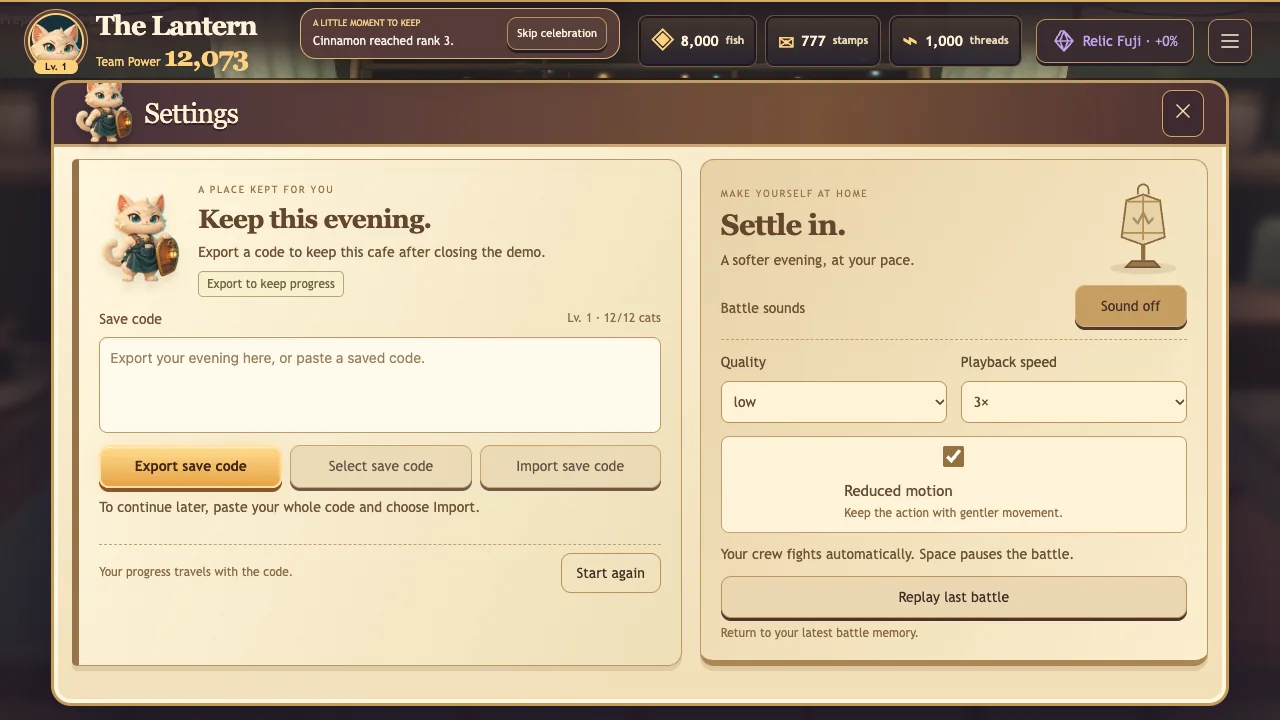 The Lantern
Lv. 1
Team Power 12,073
A LITTLE MOMENT TO KEEP
Cinnamon reached rank 3.
Skip celebration
8,000 fish
777 stamps
1,000 threads
Relic Fuji · +0%
Settings
A PLACE KEPT FOR YOU
Keep this evening.
Export a code to keep this cafe after closing the demo.
Export to keep progress
Save code
Lv. 1 · 12/12 cats
Export your evening here, or paste a saved code.
Export save code
Select save code
Import save code
To continue later, paste your whole code and choose Import.
Your progress travels with the code.
Start again
MAKE YOURSELF AT HOME
Settle in.
A softer evening, at your pace.
Battle sounds
Sound off
Quality
Playback speed
low
3×
Reduced motion
Keep the action with gentler movement.
Your crew fights automatically. Space pauses the battle.
Replay last battle
Return to your latest battle memory.